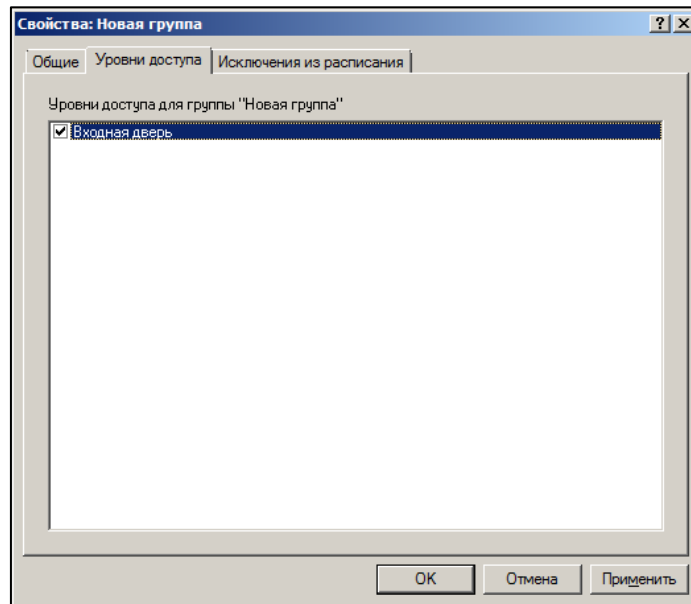 Свойства: Новая группа
Общие Уровни доступа Исключения из расписания
Уровни доступа для группы "Новая группа"
Входная дверь
OK Отмена Применить